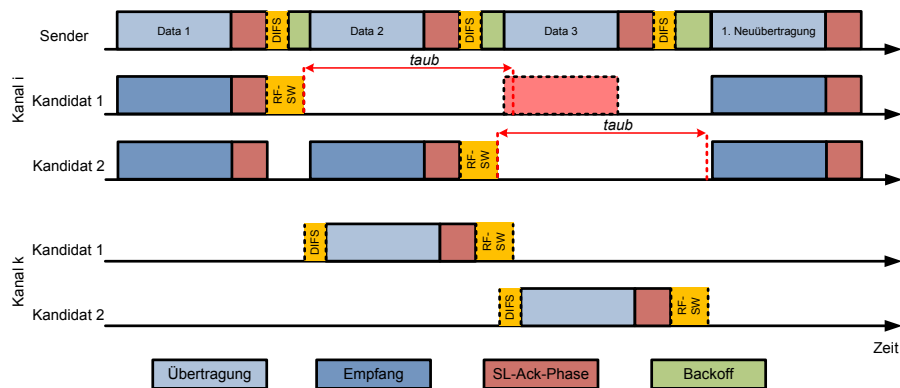 Sender
Data 1
DIFS
Data 2
DIFS
Data 3
DIFS
1. Neuübertragung
taub
Kanal i
Kandidat 1
RF-
SW
taub
Kandidat 2
RF-
SW
Kanal k
Kandidat 1
DIFS
RF-
SW
Kandidat 2
DIFS
RF-
SW
Zeit
Übertragung
Empfang
SL-Ack-Phase
Backoff